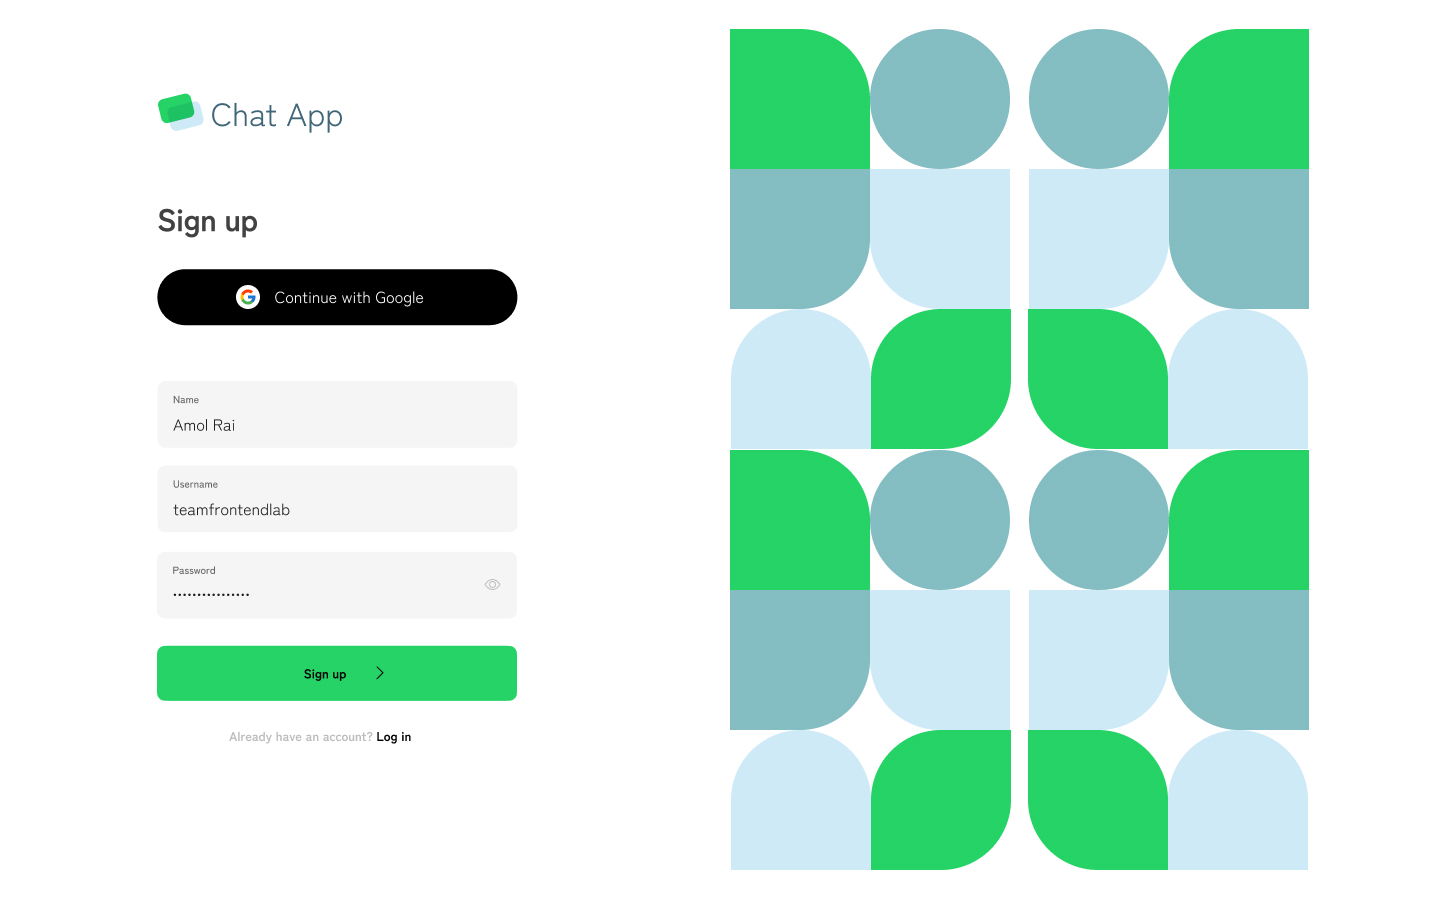 Chat App
Sign up
Continue with Google
Name
Amol Rai
Username
teamfrontendlab
Password
................
Sign up
Already have an account? Log in